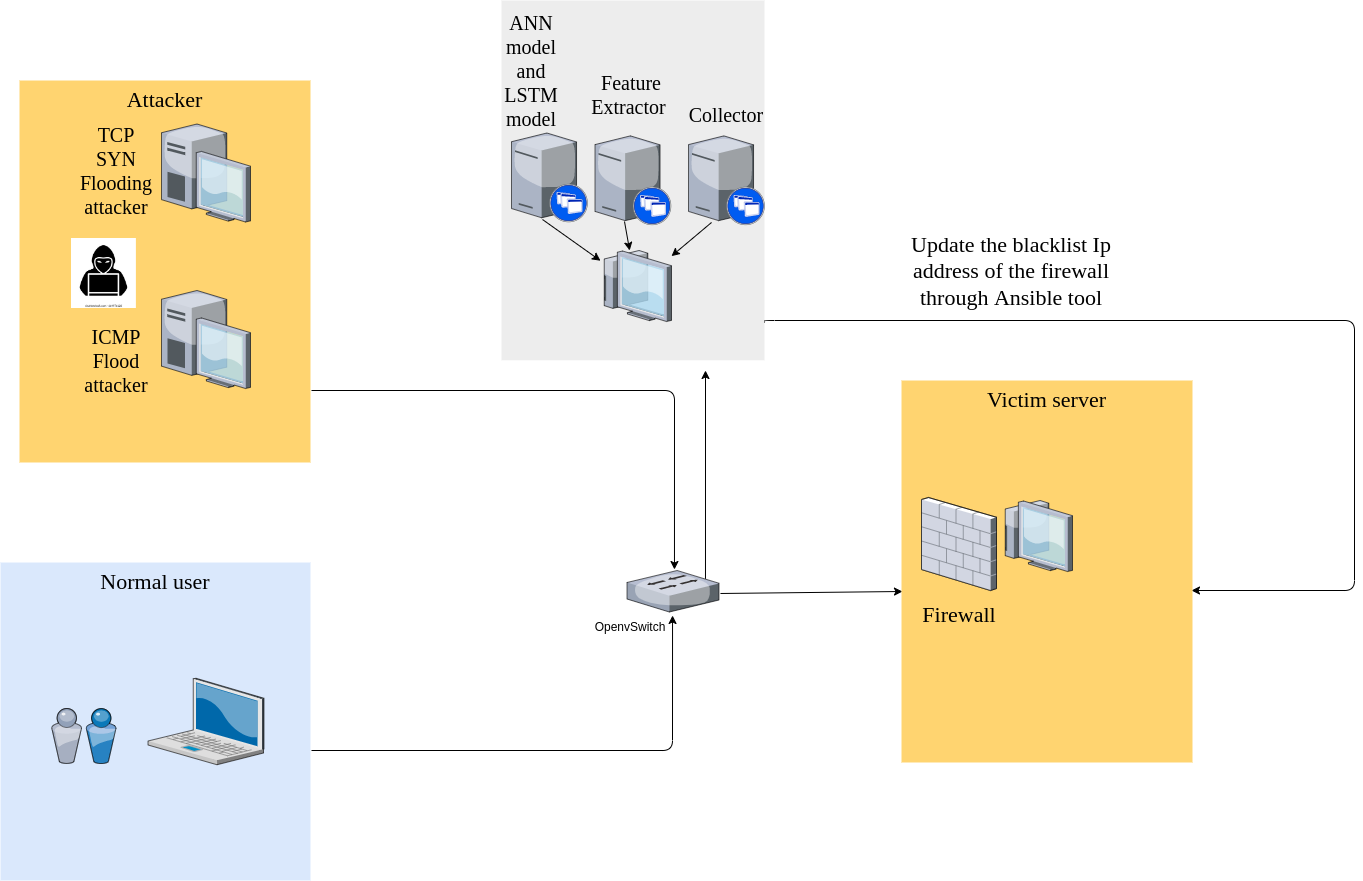 ANN
model
and
LSTM
model
Feature
Extractor
Collector
Attacker
TCP
SYN
Flooding
attacker
ICMP
Flood
attacker
Update the blacklist Ip
address of the firewall
through Ansible tool
Victim server
Firewall
Normal user
OpenvSwitch